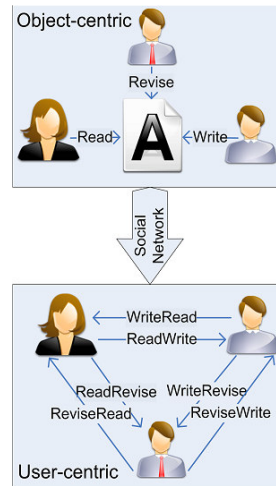 Object-centric
Revise
Read
A
Write
Social
Network
WriteRead
ReadWrite
ReadRevise
WriteRevise
ReviseRead
ReviseWrite
User-centric